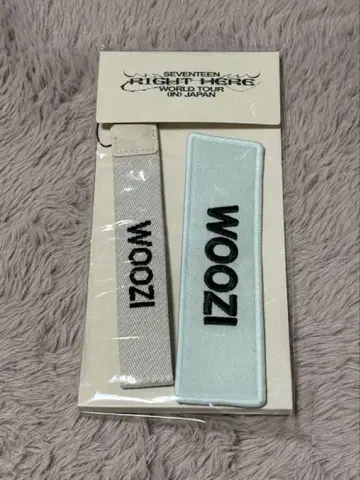 SEVENTEEN
RIGHT HERE
WORLD TOUR
⟨IN⟩ JAPAN
WOOZI
WOOZI